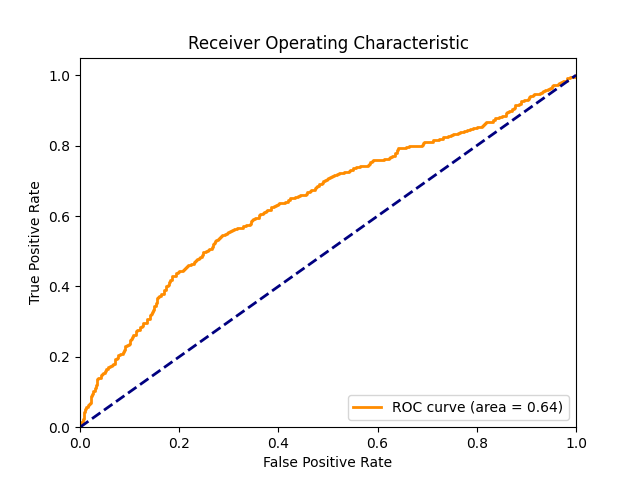 Receiver Operating Characteristic
1.0
0.8
0.6
0.4
0.2
0.0
True Positive Rate
ROC curve (area = 0.64)
0.0 0.2 0.4 0.6 0.8 1.0
False Positive Rate